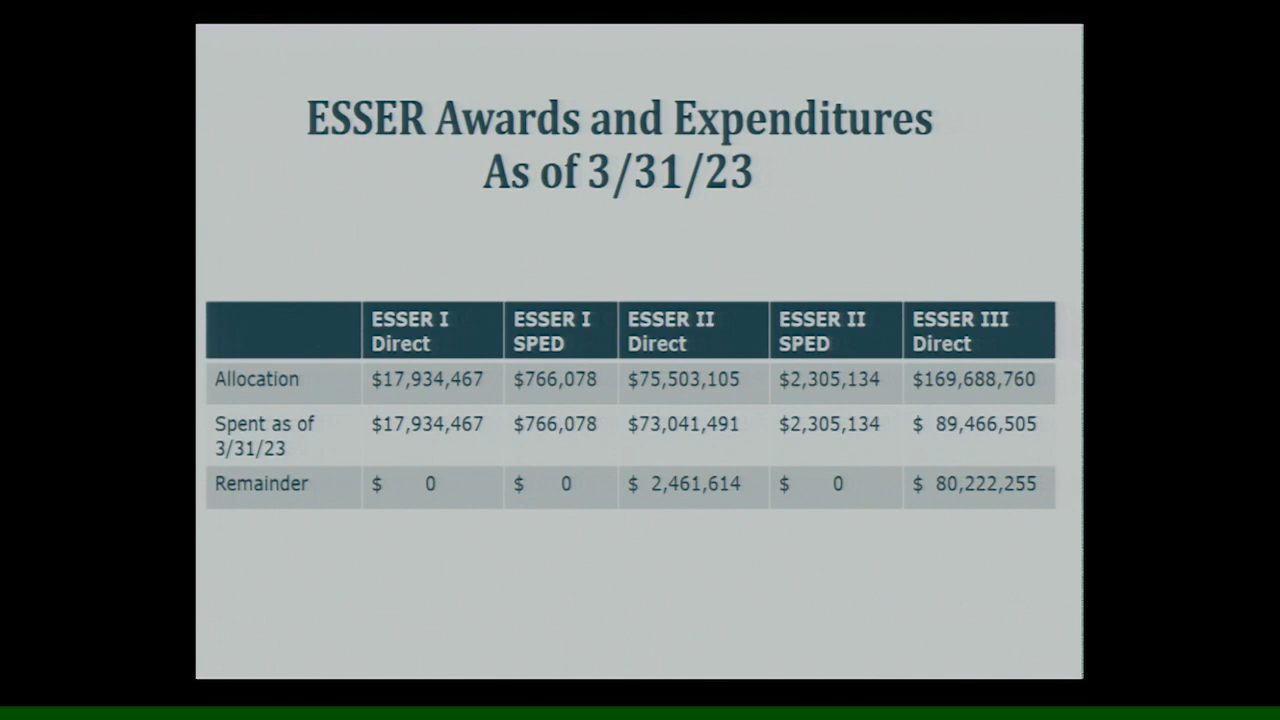 ESSER Awards and Expenditures
As of 3/31/23
ESSER I Direct ESSER I SPED ESSER II Direct ESSER II SPED ESSER III Direct
Allocation $17,934,467 $766,078 $75,503,105 $2,305,134 $169,688,760
Spent as of 3/31/23 $17,934,467 $766,078 $73,041,491 $2,305,134 $ 89,466,505
Remainder $ 0 $ 0 $ 2,461,614 $ 0 $ 80,222,255